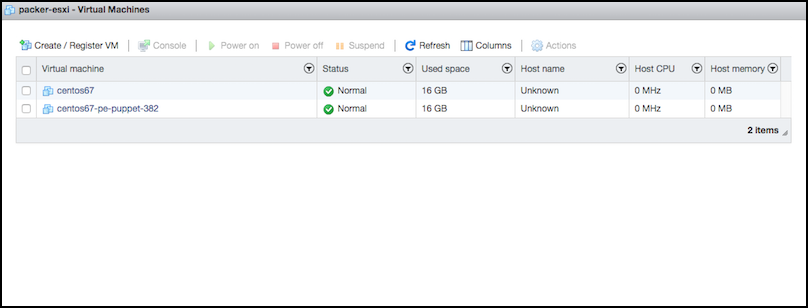 packer-esxi - Virtual Machines
Create / Register VM Console Power on Power off Suspend Refresh Columns Actions
Virtual machine Status Used space Host name Host CPU Host memory
centos67 Normal 16 GB Unknown 0 MHz 0 MB
centos67-pe-puppet-382 Normal 16 GB Unknown 0 MHz 0 MB
2 items